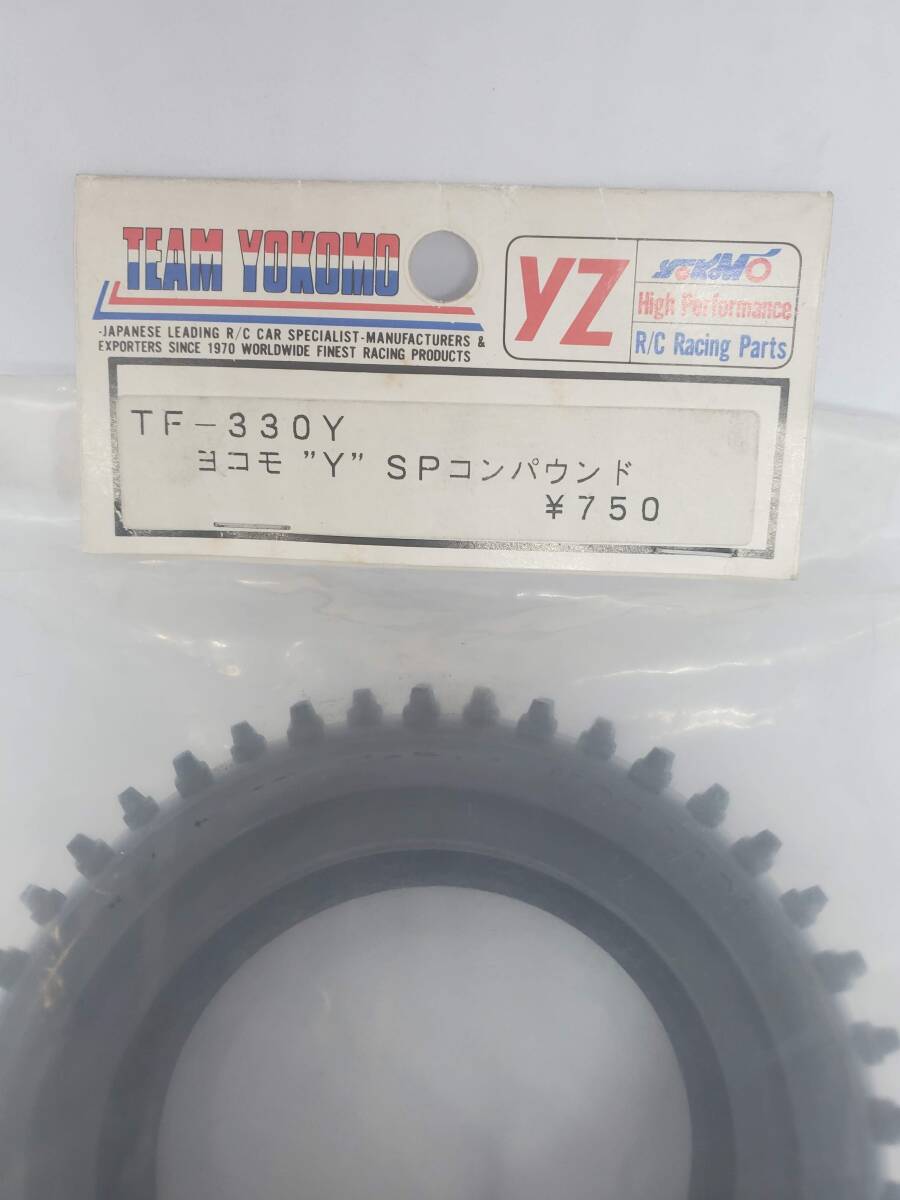 TEAM YOKOMO
-JAPANESE LEADING R/C CAR SPECIALIST-MANUFACTURERS &
EXPORTERS SINCE 1970 WORLDWIDE FINEST RACING PRODUCTS
YZ
YOKOMO
High Performance
R/C Racing Parts
TF-330Y
ヨコモ "Y" SPコンパウンド
¥750